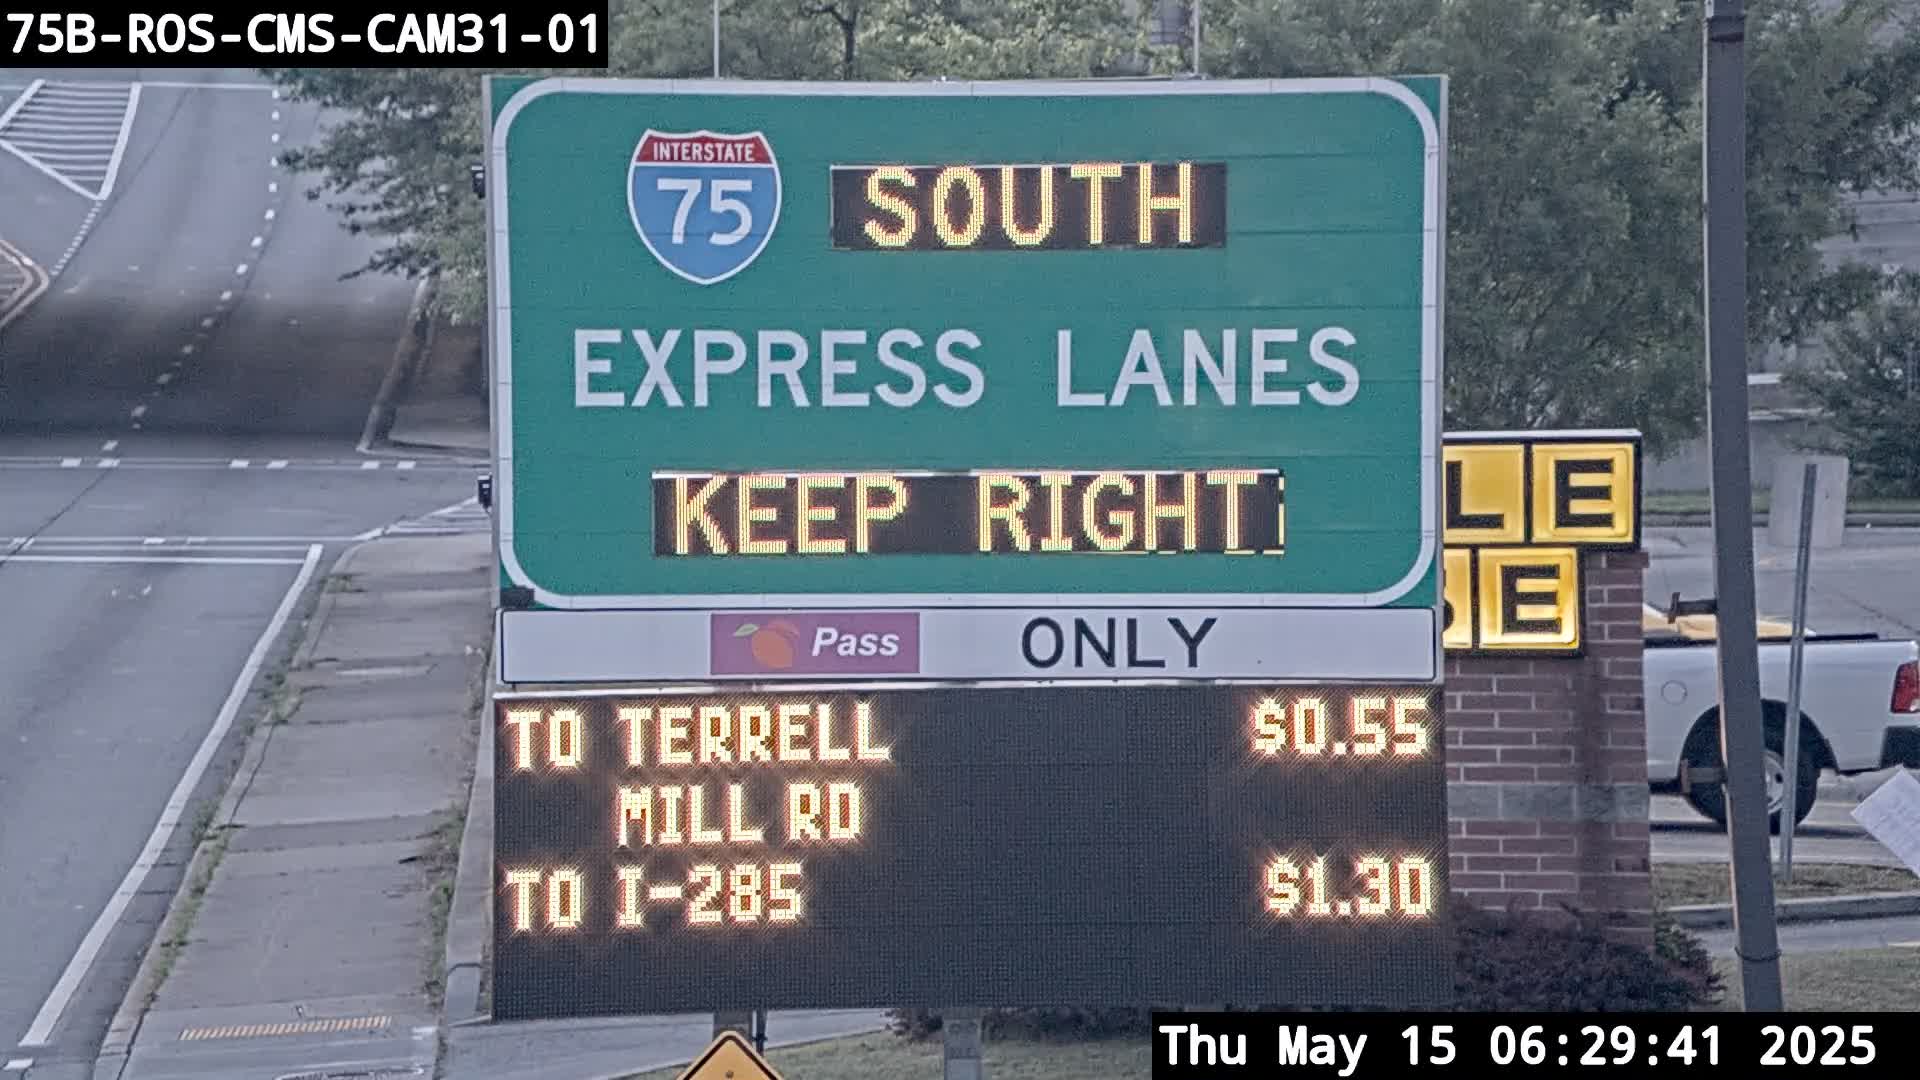 75B-ROS-CMS-CAM31-01
INTERSTATE
75
SOUTH
EXPRESS LANES
KEEP RIGHT
Pass ONLY
LE
E
TO TERRELL $0.55
MILL RD
TO I-285 $1.30
Thu May 15 06:29:41 2025